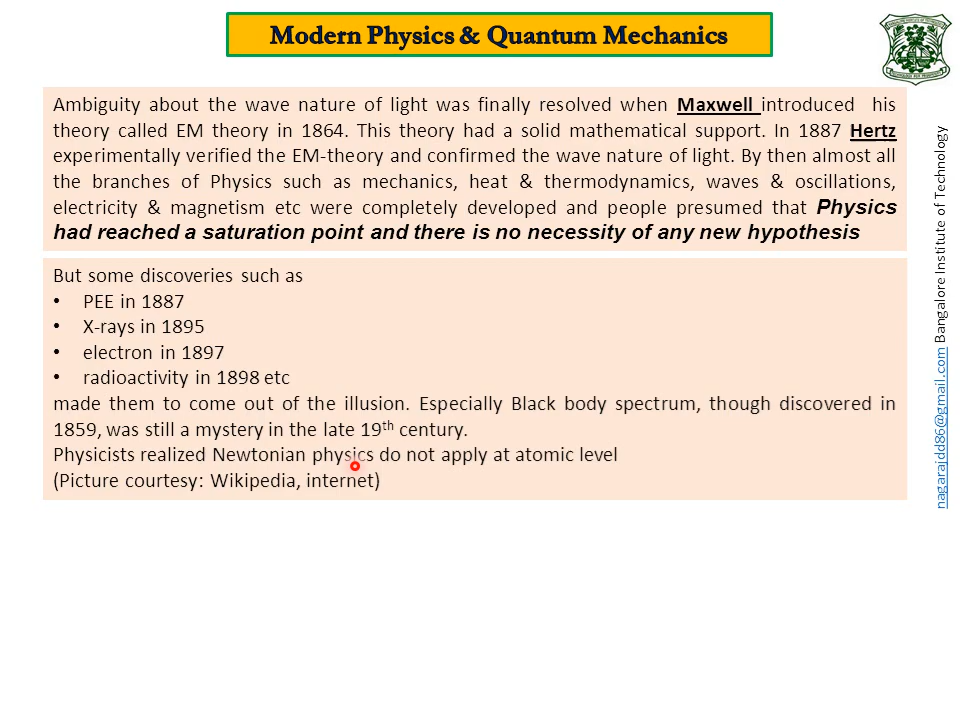 Modern Physics & Quantum Mechanics
Ambiguity about the wave nature of light was finally resolved when Maxwell introduced his
theory called EM theory in 1864. This theory had a solid mathematical support. In 1887 Hertz
experimentally verified the EM-theory and confirmed the wave nature of light. By then almost all
the branches of Physics such as mechanics, heat & thermodynamics, waves & oscillations,
electricity & magnetism etc were completely developed and people presumed that Physics
had reached a saturation point and there is no necessity of any new hypothesis
But some discoveries such as
• PEE in 1887
• X-rays in 1895
• electron in 1897
• radioactivity in 1898 etc
made them to come out of the illusion. Especially Black body spectrum, though discovered in
1859, was still a mystery in the late 19th century.
Physicists realized Newtonian physics do not apply at atomic level
(Picture courtesy: Wikipedia, internet)
nagarajdd86@gmail.com Bangalore Institute of Technology